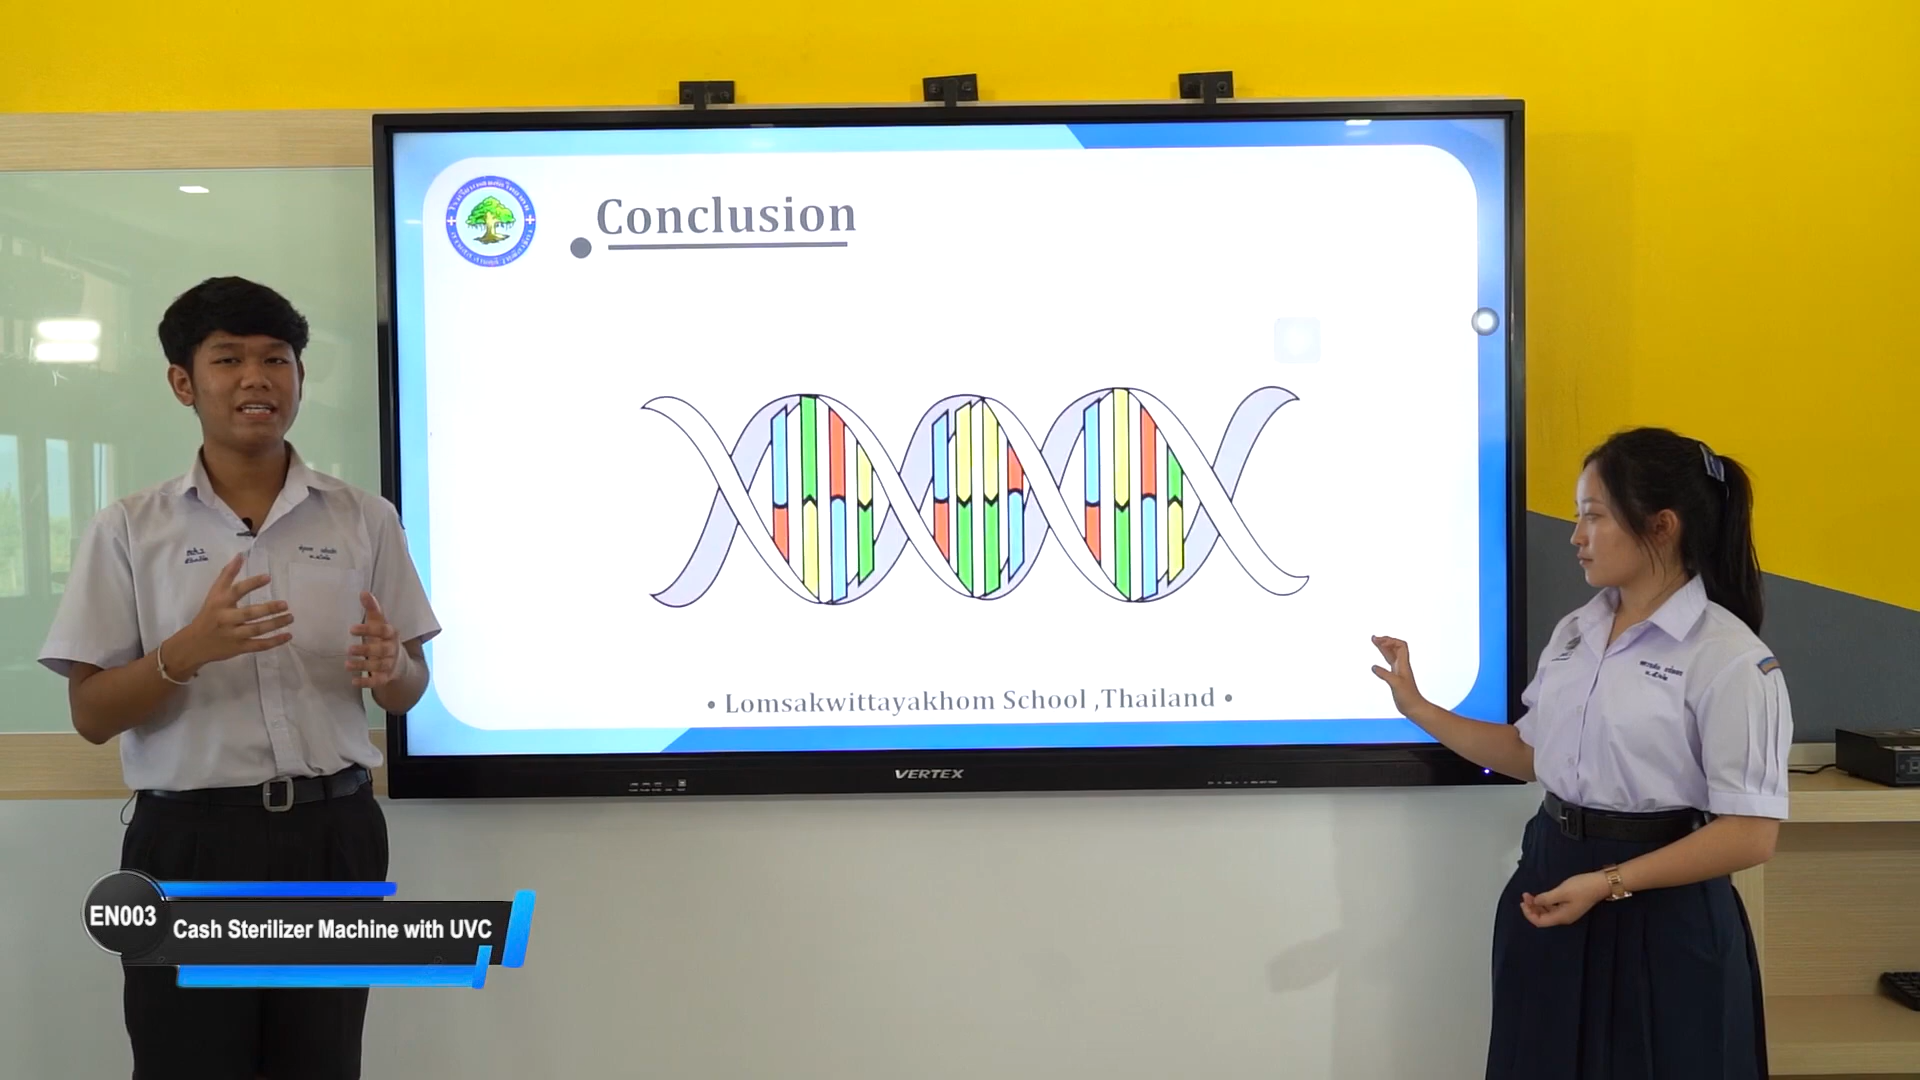 Conclusion
• Lomsakwittayakhom School ,Thailand •
VERTEX
EN003
Cash Sterilizer Machine with UVC